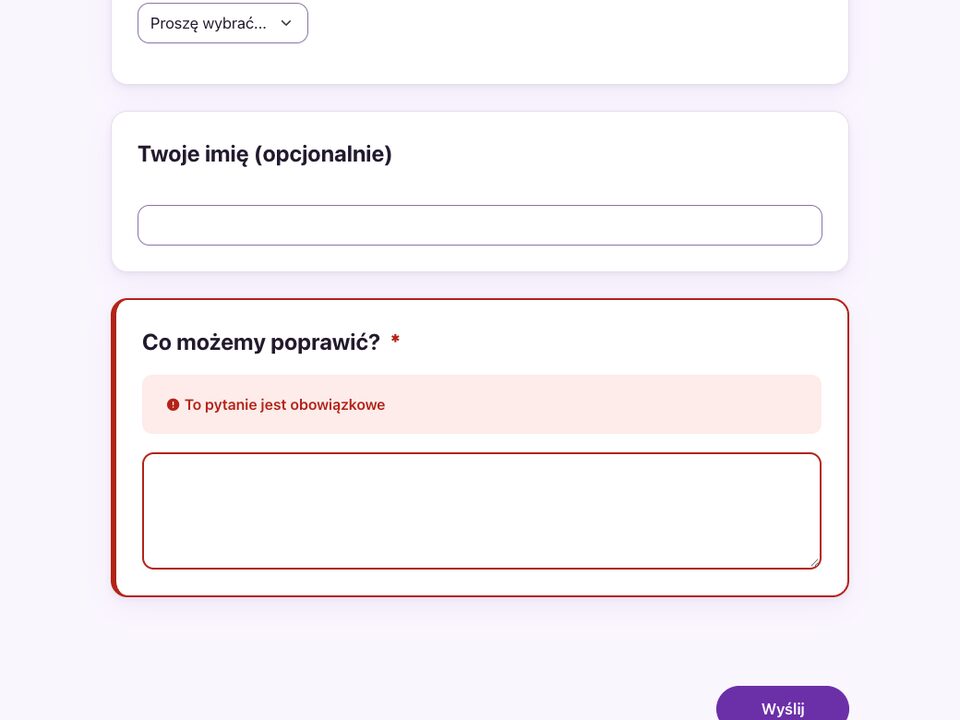 Proszę wybrać...
Twoje imię (opcjonalnie)
Co możemy poprawić? *
To pytanie jest obowiązkowe
Wyślij